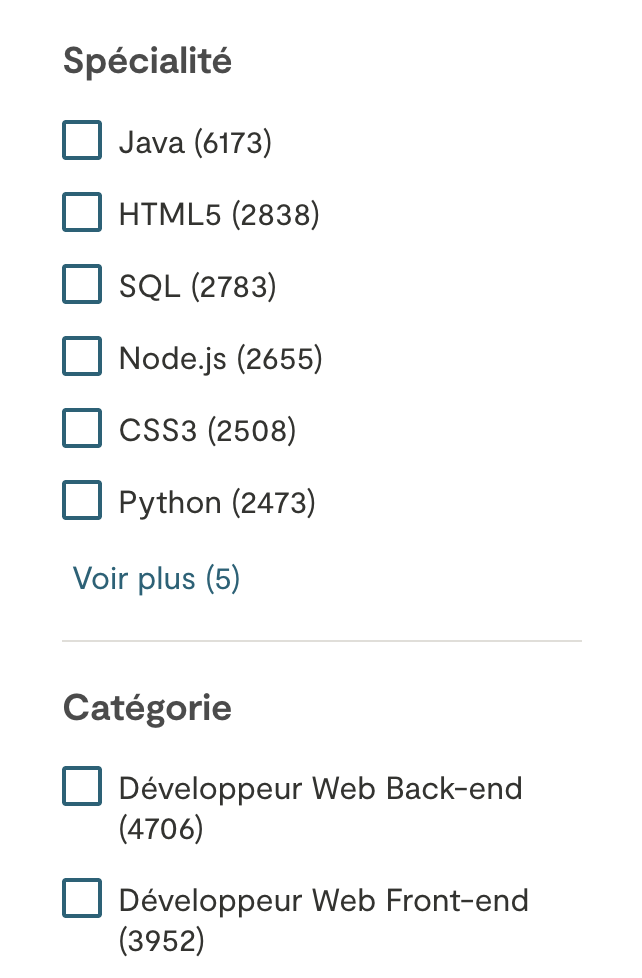 Spécialité
Java (6173)
HTML5 (2838)
SQL (2783)
Node.js (2655)
CSS3 (2508)
Python (2473)
Voir plus (5)
Catégorie
Développeur Web Back-end
(4706)
Développeur Web Front-end
(3952)